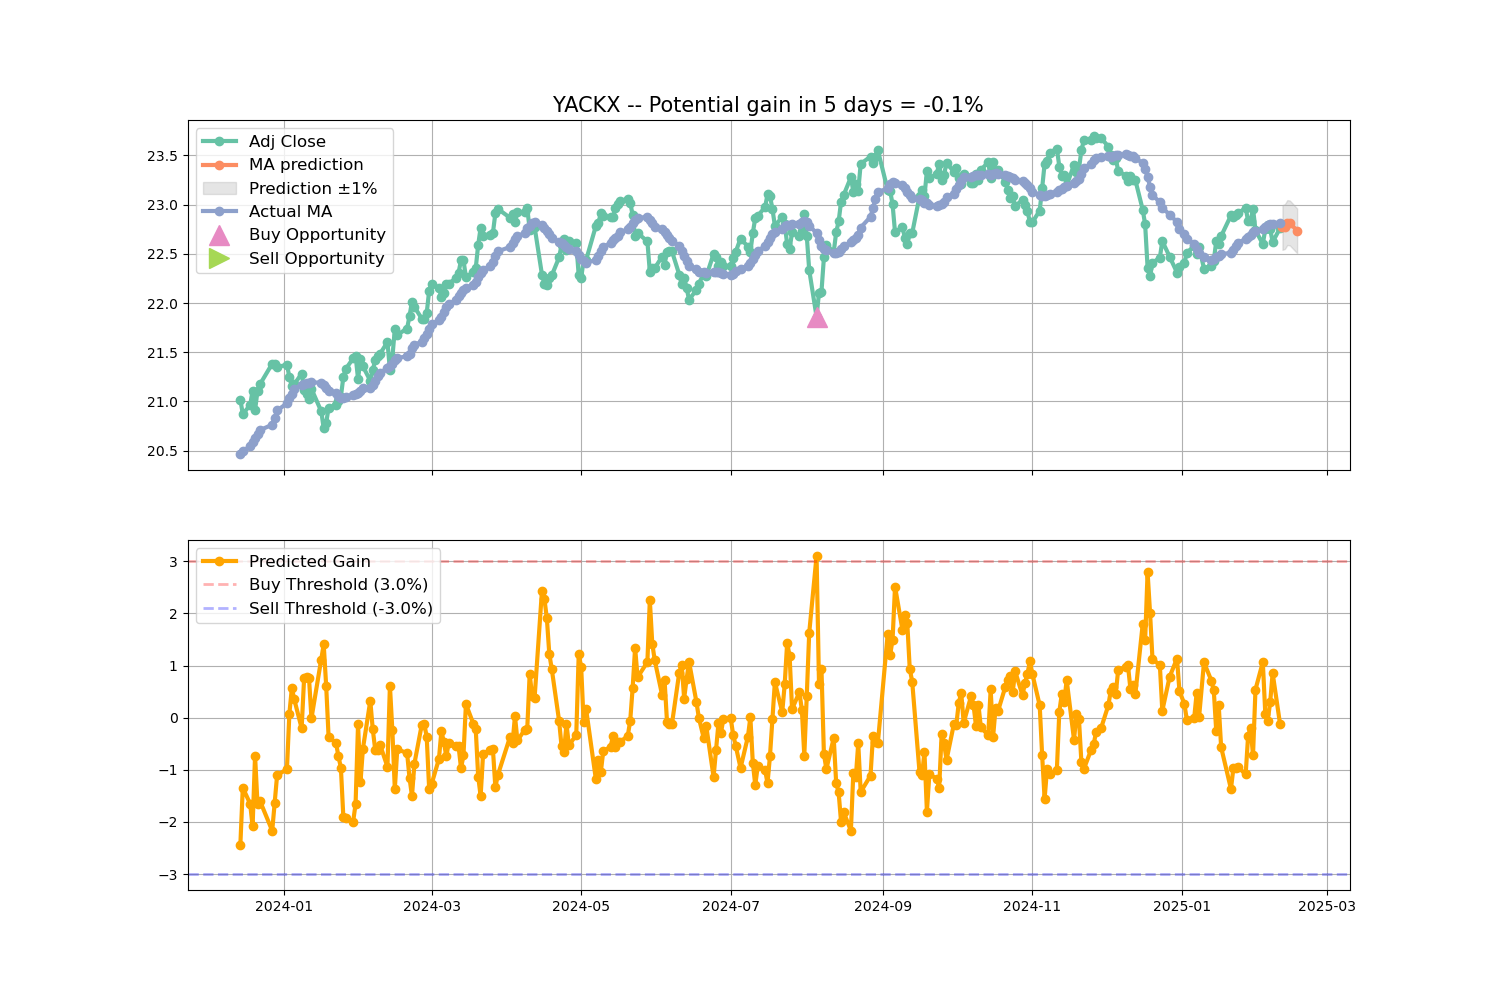 YACKX -- Potential gain in 5 days = -0.1%
Adj Close
MA prediction
Prediction ±1%
Actual MA
Buy Opportunity
Sell Opportunity
23.5
23.0
22.5
22.0
21.5
21.0
20.5
Predicted Gain
Buy Threshold (3.0%)
Sell Threshold (-3.0%)
3
2
1
0
−1
−2
−3
2024-01 2024-03 2024-05 2024-07 2024-09 2024-11 2025-01 2025-03